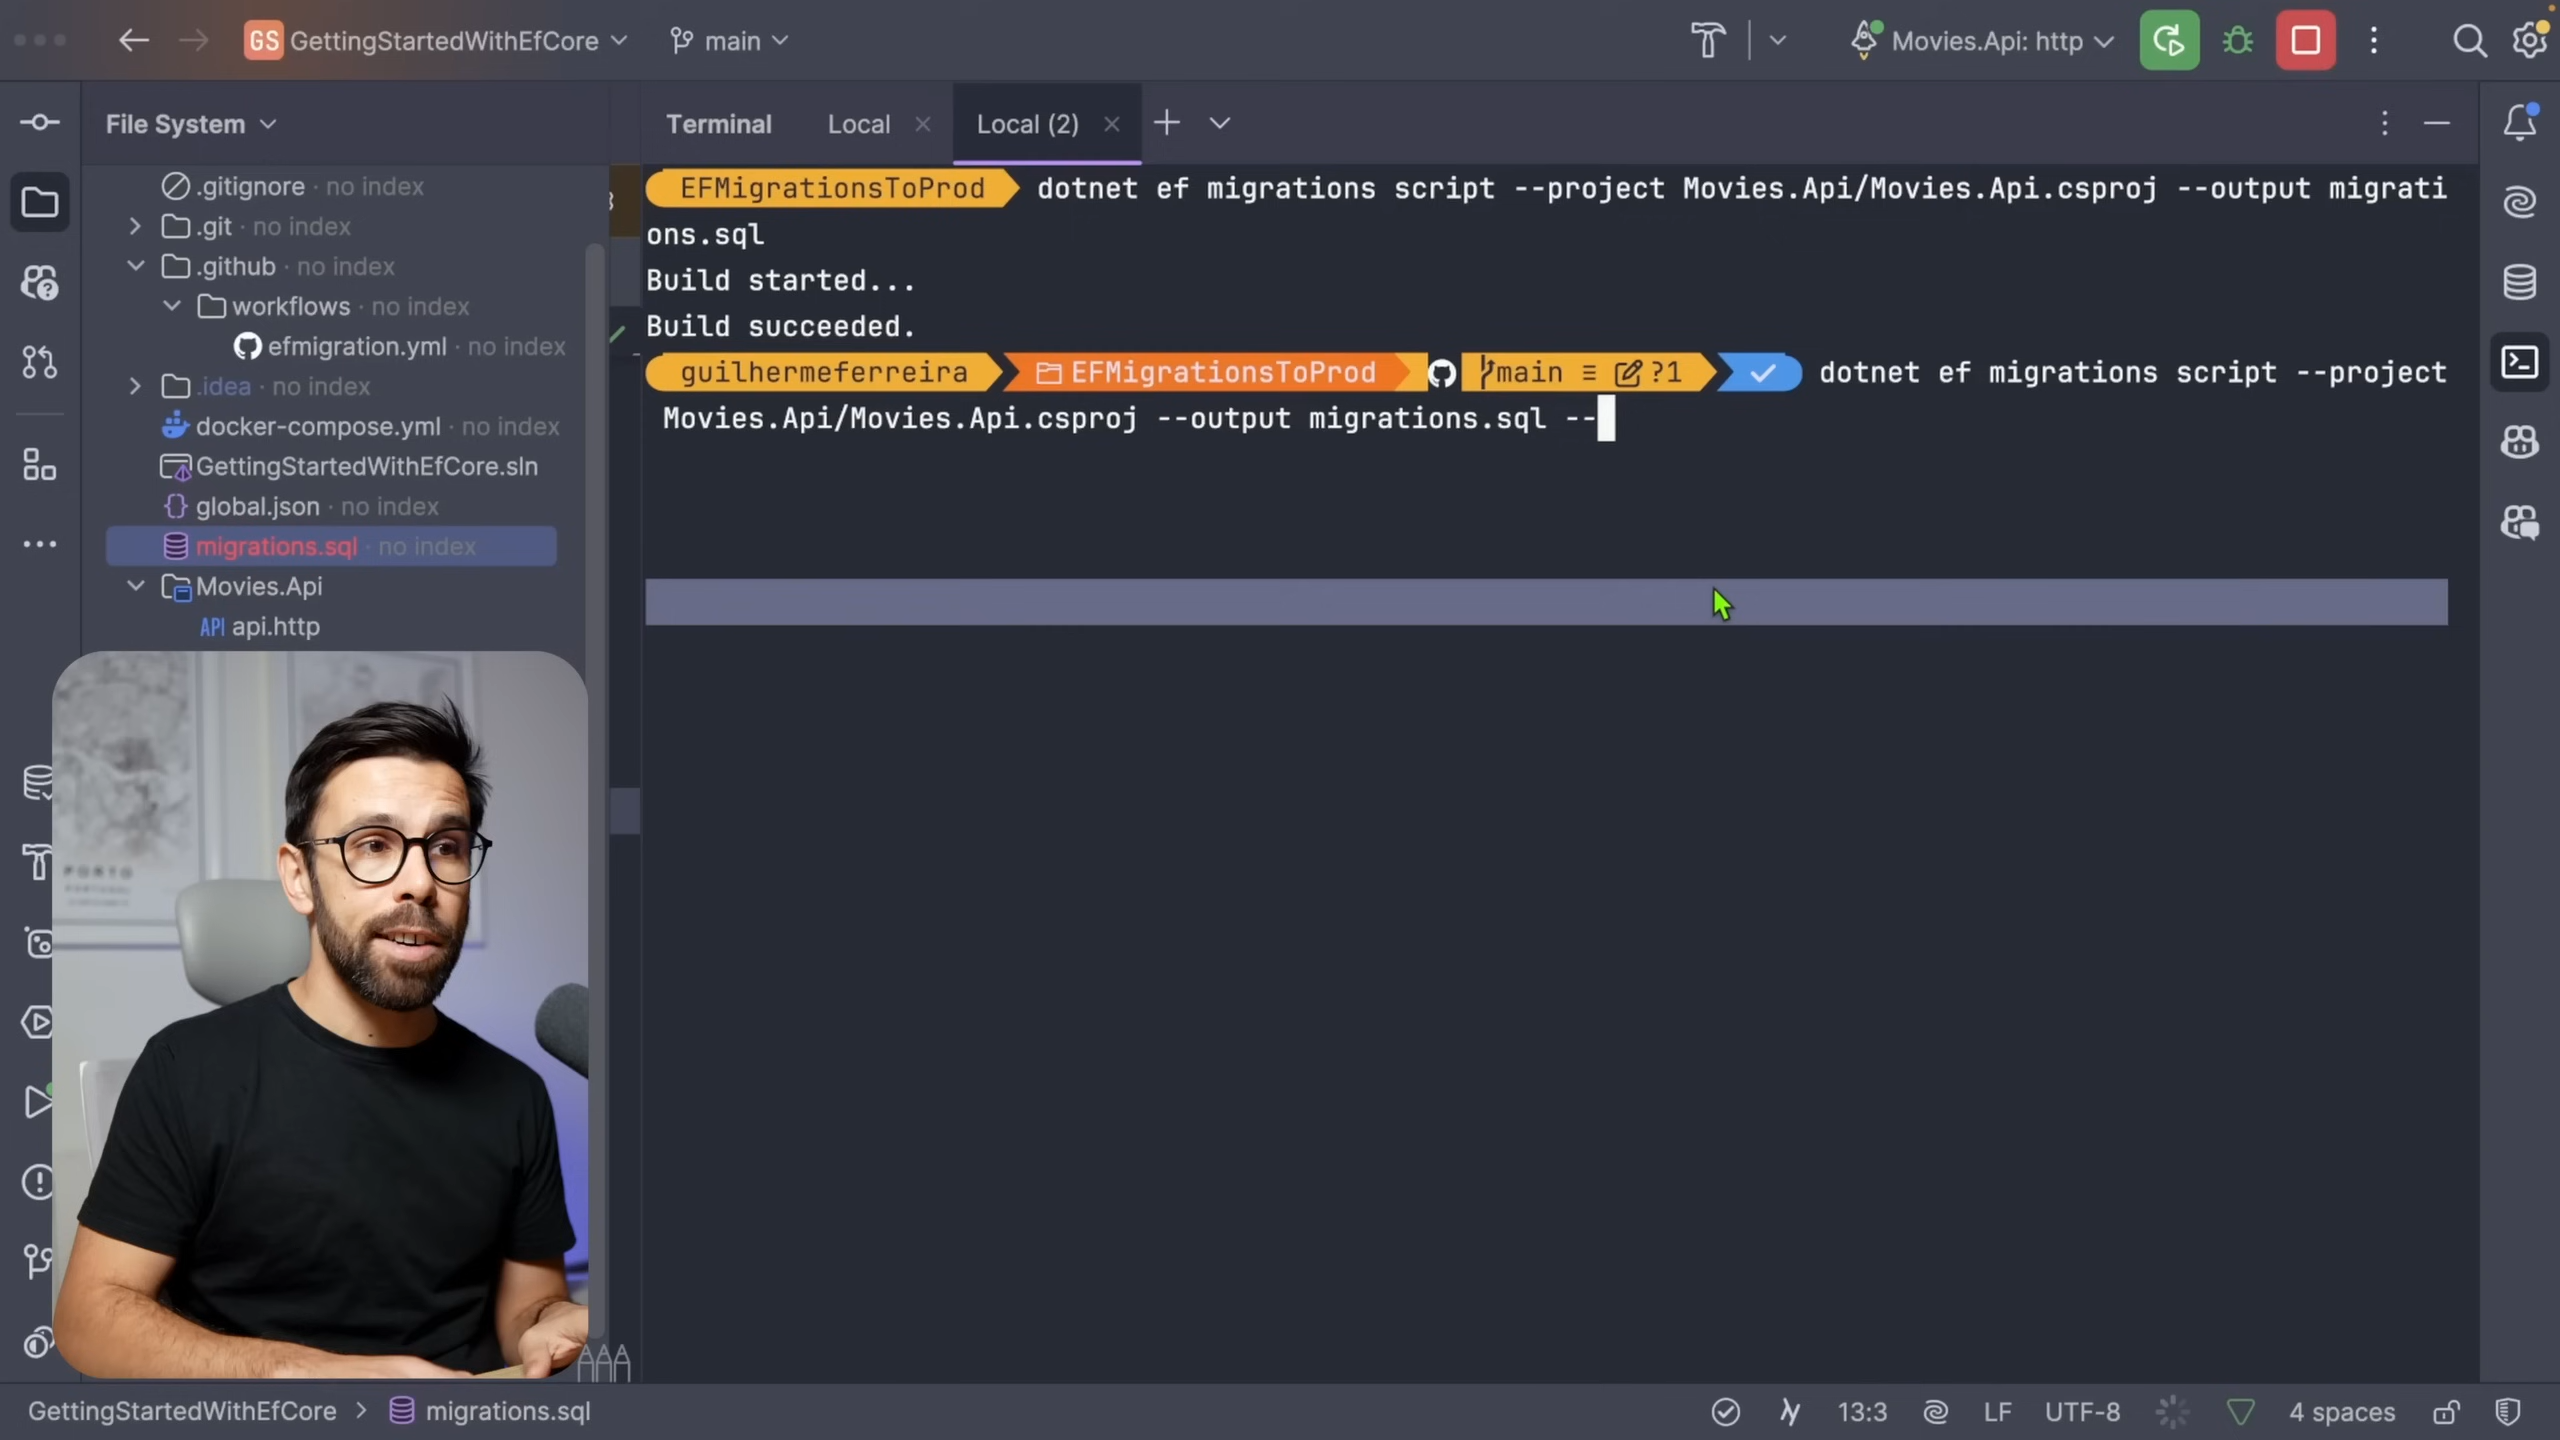 GS GettingStartedWithEfCore main Movies.Api: http
File System
.gitignore · no index
.git · no index
.github · no index
workflows · no index
efmigration.yml · no index
.idea · no index
docker-compose.yml · no index
GettingStartedWithEfCore.sln
global.json · no index
migrations.sql · no index
Movies.Api
API api.http
Terminal Local Local (2)
EFMigrationsToProd dotnet ef migrations script --project Movies.Api/Movies.Api.csproj --output migrati
ons.sql
Build started...
Build succeeded.
guilhermeferreira EFMigrationsToProd main ≡ ?1 dotnet ef migrations script --project
Movies.Api/Movies.Api.csproj --output migrations.sql --
PORTO
PORTUGAL
GettingStartedWithEfCore > migrations.sql 13:3 LF UTF-8 4 spaces